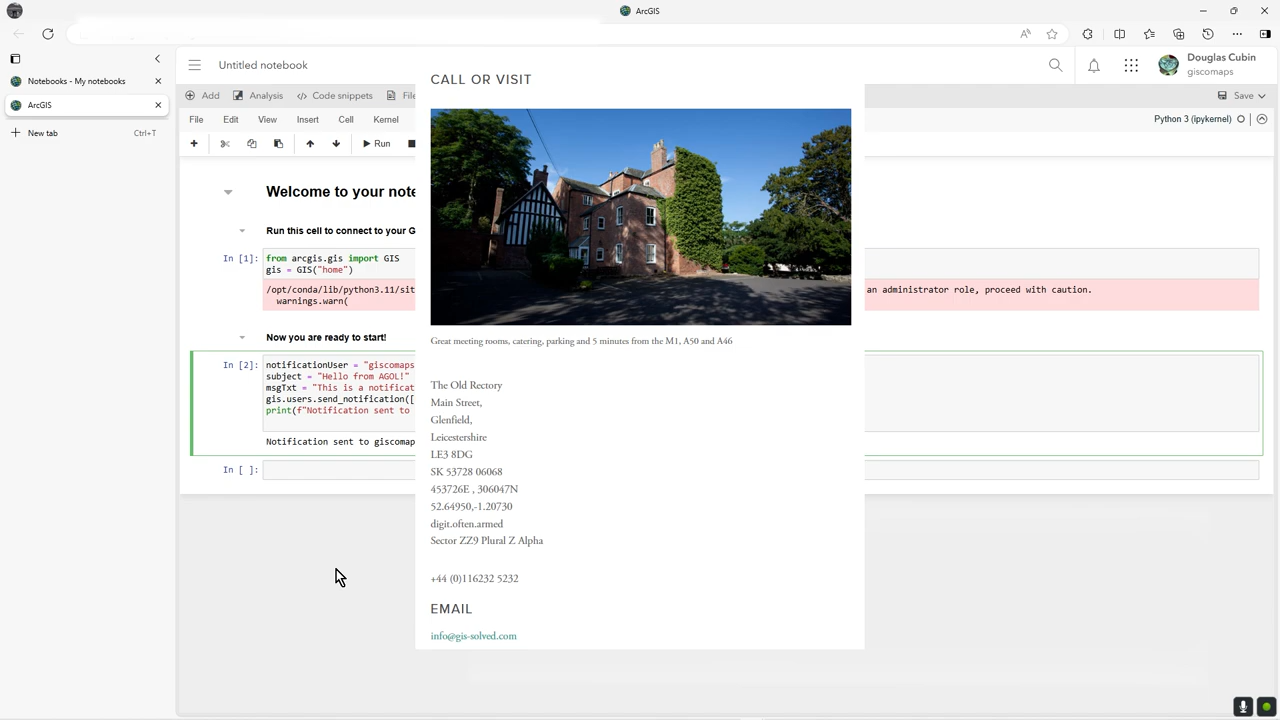 ArcGIS
Notebooks - My notebooks
ArcGIS
New tab
Ctrl+T
Untitled notebook
Douglas Cubin
giscomaps
Add
Analysis
Code snippets
File
Save
File
Edit
View
Insert
Cell
Kernel
Python 3 (ipykernel)
Run
Welcome to your note
Run this cell to connect to your G
In [1]:
from arcgis.gis import GIS
gis = GIS("home")
/opt/conda/lib/python3.11/sit
an administrator role, proceed with caution.
warnings.warn(
Now you are ready to start!
In [2]:
notificationUser = "giscomaps
subject = "Hello from AGOL!"
msgTxt = "This is a notificat
gis.users.send_notification([
print(f"Notification sent to
Notification sent to giscomap
In [ ]:
CALL OR VISIT
Great meeting rooms, catering, parking and 5 minutes from the M1, A50 and A46
The Old Rectory
Main Street,
Glenfield,
Leicestershire
LE3 8DG
SK 53728 06068
453726E , 306047N
52.64950,-1.20730
digit.often.armed
Sector ZZ9 Plural Z Alpha
+44 (0)116232 5232
EMAIL
info@gis-solved.com